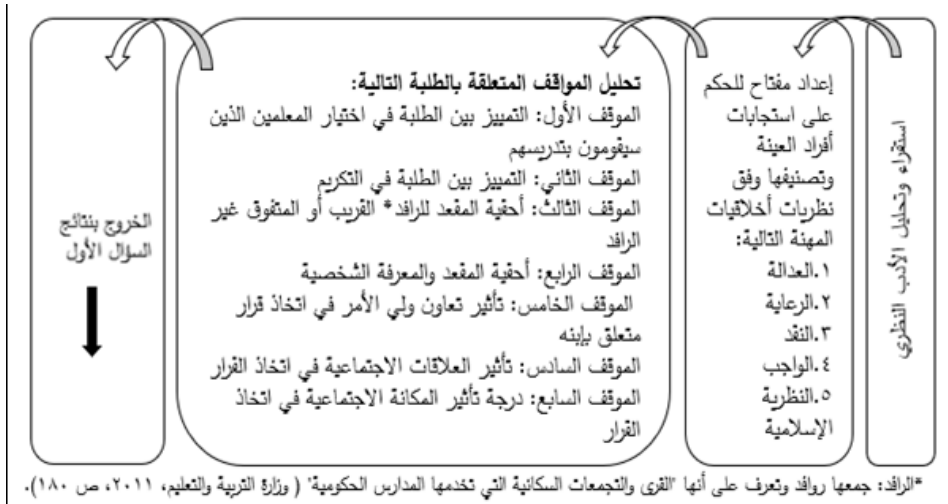 استقراء وتحليل الأدب النظري
إعداد مفتاح للحكم
على استجابات
أفراد العينة
وتصنيفها وفق
نظريات أخلاقيات
المهنة التالية:
١.العدالة
٢.الرعاية
٣.النقد
٤.الواجب
٥.النظرية
الإسلامية
تحليل المواقف المتعلقة بالطلبة التالية:
الموقف الأول: التمييز بين الطلبة في اختيار المعلمين الذين
سيقومون بتدريسهم
الموقف الثاني: التمييز بين الطلبة في التكريم
الموقف الثالث: أحقية المقعد للرافد* القريب أو المتفوق غير
الرافد
الموقف الرابع: أحقية المقعد والمعرفة الشخصية
الموقف الخامس: تأثير تعاون ولي الأمر في اتخاذ قرار
متعلق بإبنه
الموقف السادس: تأثير العلاقات الاجتماعية في اتخاذ القرار
الموقف السابع: درجة تأثير المكانة الاجتماعية في اتخاذ
القرار
الخروج بنتائج
السؤال الأول
*الرافد: جمعها روافد وتعرف على أنها "القرى والتجمعات السكانية التي تخدمها المدارس الحكومية" ( وزارة التربية والتعليم، ٢٠١١، ص ١٨٠).